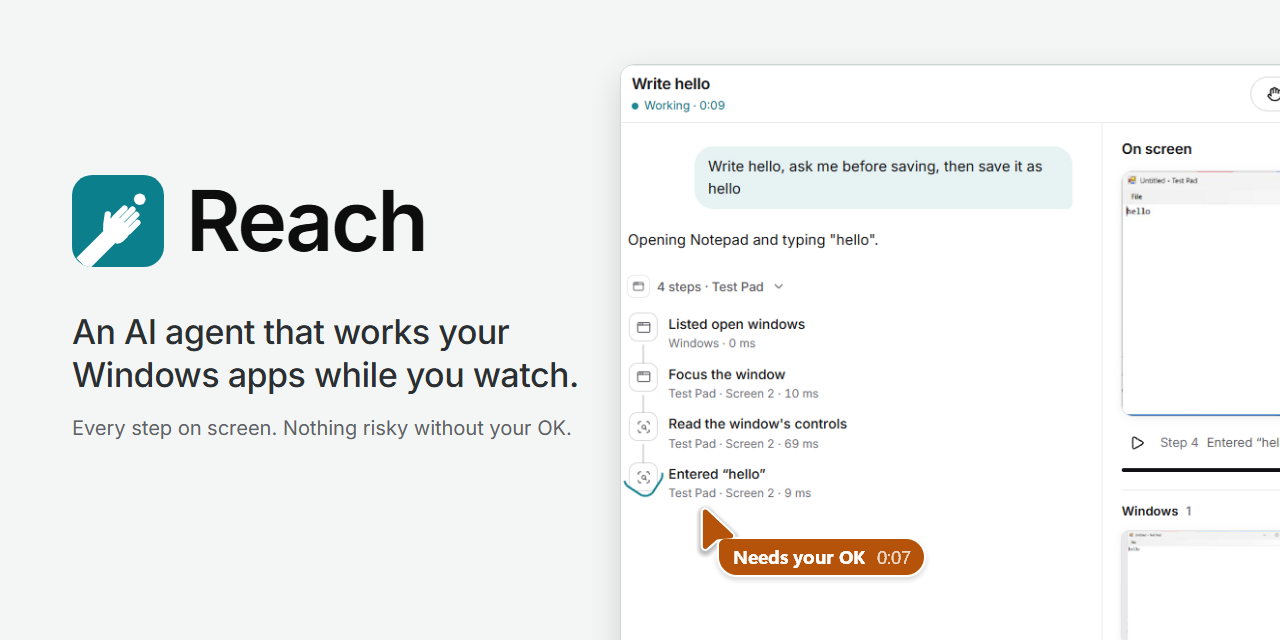 Reach
An AI agent that works your
Windows apps while you watch.
Every step on screen. Nothing risky without your OK.
Write hello
Working · 0:09
Write hello, ask me before saving, then save it as
hello
Opening Notepad and typing "hello".
4 steps · Test Pad
Listed open windows
Windows · 0 ms
Focus the window
Test Pad · Screen 2 · 10 ms
Read the window's controls
Test Pad · Screen 2 · 69 ms
Entered “hello”
Test Pad · Screen 2 · 9 ms
Needs your OK 0:07
On screen
Untitled - Test Pad
File
hello
Step 4 Entered “hel
Windows 1
hello